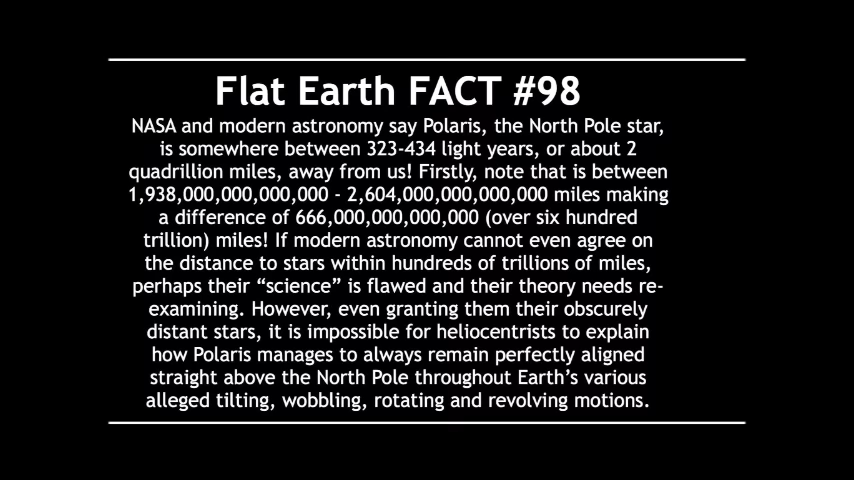 Flat Earth FACT #98
NASA and modern astronomy say Polaris, the North Pole star,
is somewhere between 323-434 light years, or about 2
quadrillion miles, away from us! Firstly, note that is between
1,938,000,000,000,000 - 2,604,000,000,000,000 miles making
a difference of 666,000,000,000,000 (over six hundred
trillion) miles! If modern astronomy cannot even agree on
the distance to stars within hundreds of trillions of miles,
perhaps their “science” is flawed and their theory needs re-
examining. However, even granting them their obscurely
distant stars, it is impossible for heliocentrists to explain
how Polaris manages to always remain perfectly aligned
straight above the North Pole throughout Earth’s various
alleged tilting, wobbling, rotating and revolving motions.